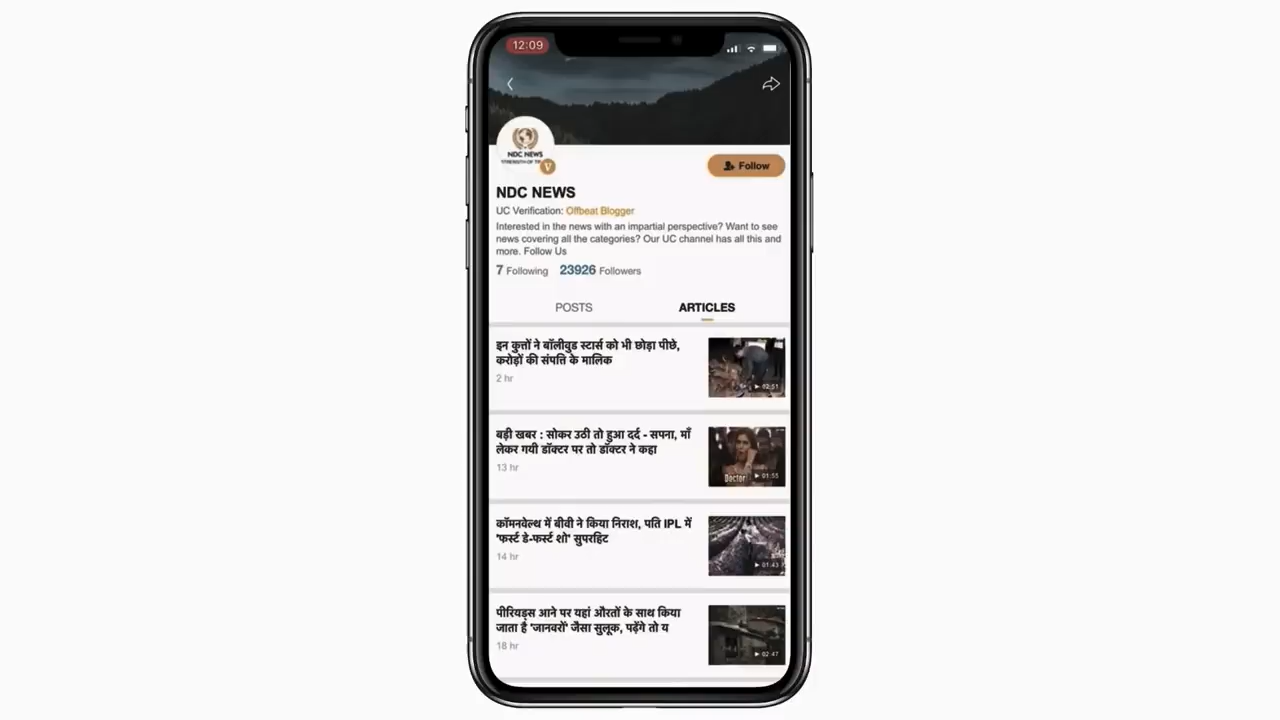 12:09
NDC NEWS
STRENGTH OF
V
Follow
NDC NEWS
UC Verification: Offbeat Blogger
Interested in the news with an impartial perspective? Want to see
news covering all the categories? Our UC channel has all this and
more. Follow Us
7 Following 23926 Followers
POSTS ARTICLES
इन कुत्तों ने बॉलीवुड स्टार्स को भी छोड़ा पीछे,
करोड़ों की संपत्ति के मालिक
2 hr
02:51
बड़ी खबर : सोकर उठी तो हुआ दर्द - सपना, माँ
लेकर गयी डॉक्टर पर तो डॉक्टर ने कहा
13 hr
Doctor
01:55
कॉमनवेल्थ में बीवी ने किया निराश, पति IPL में
'फर्स्ट डे-फर्स्ट शो' सुपरहिट
14 hr
01:43
पीरियड्स आने पर यहां औरतों के साथ किया
जाता है 'जानवरों' जैसा सुलूक, पढ़ेंगे तो य
18 hr
02:47